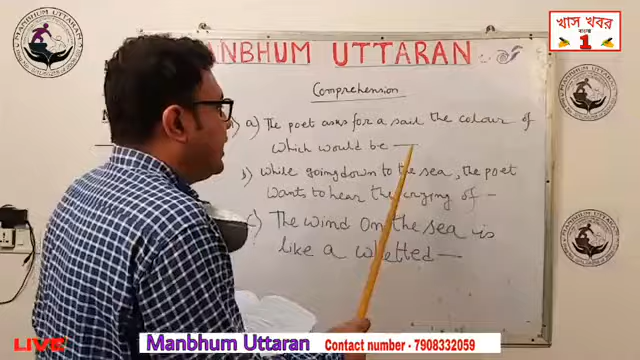 MANBHUM UTTARAN
খাস খবর
বাংলা
1
MANBHUM UTTARAN
Comprehension
a) The poet asks for a sail the colour of
which would be —
b) While going down to the sea, the poet
wants to hear the crying of –
c) The wind on the sea is
like a whetted —
LIVE
Manbhum Uttaran Contact number - 7908332059